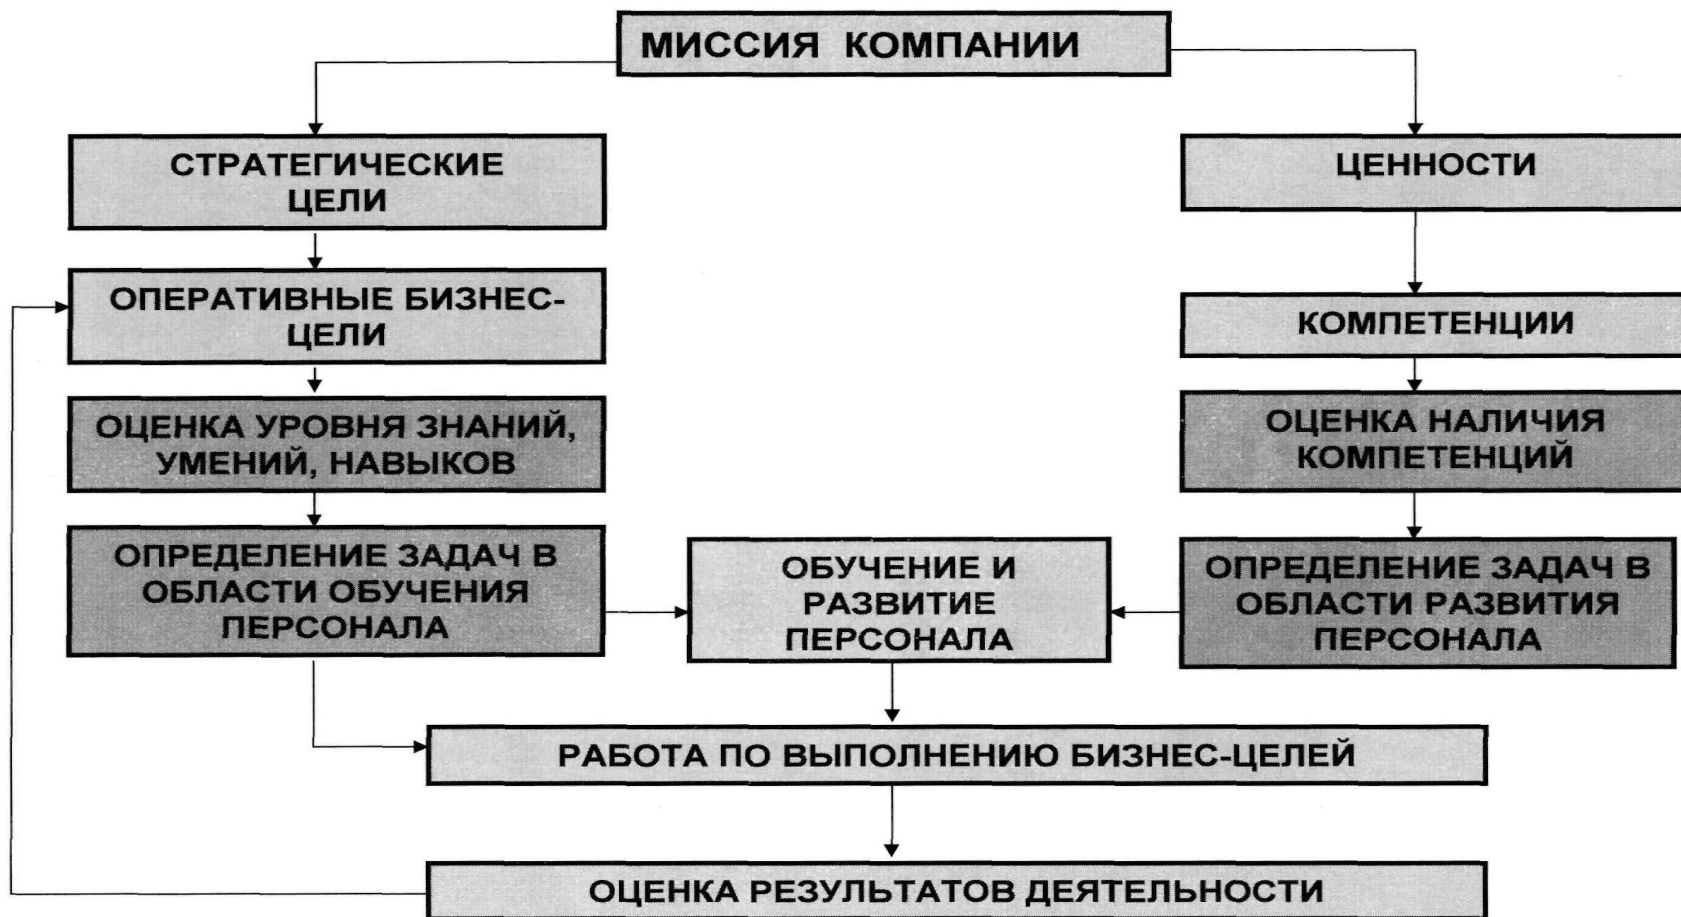 МИССИЯ КОМПАНИИ
СТРАТЕГИЧЕСКИЕ
ЦЕЛИ
ЦЕННОСТИ
ОПЕРАТИВНЫЕ БИЗНЕС-
ЦЕЛИ
КОМПЕТЕНЦИИ
ОЦЕНКА УРОВНЯ ЗНАНИЙ,
УМЕНИЙ, НАВЫКОВ
ОЦЕНКА НАЛИЧИЯ
КОМПЕТЕНЦИЙ
ОПРЕДЕЛЕНИЕ ЗАДАЧ В
ОБЛАСТИ ОБУЧЕНИЯ
ПЕРСОНАЛА
ОБУЧЕНИЕ И
РАЗВИТИЕ
ПЕРСОНАЛА
ОПРЕДЕЛЕНИЕ ЗАДАЧ В
ОБЛАСТИ РАЗВИТИЯ
ПЕРСОНАЛА
РАБОТА ПО ВЫПОЛНЕНИЮ БИЗНЕС-ЦЕЛЕЙ
ОЦЕНКА РЕЗУЛЬТАТОВ ДЕЯТЕЛЬНОСТИ